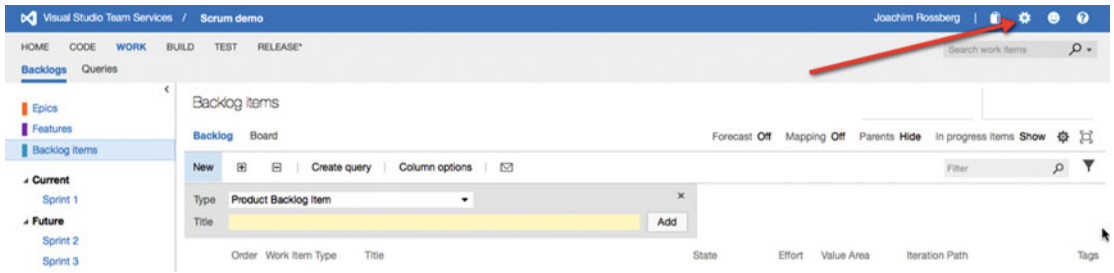 Visual Studio Team Services / Scrum demo Joachim Rossberg |
HOME CODE WORK BUILD TEST RELEASE* Search work items
Backlogs Queries
Epics
Features
Backlog items
Current
Sprint 1
Future
Sprint 2
Sprint 3
Backlog items
Backlog Board Forecast Off Mapping Off Parents Hide In progress items Show
New Create query Column options Filter
Type Product Backlog Item
Title Add
Order Work Item Type Title State Effort Value Area Iteration Path Tags